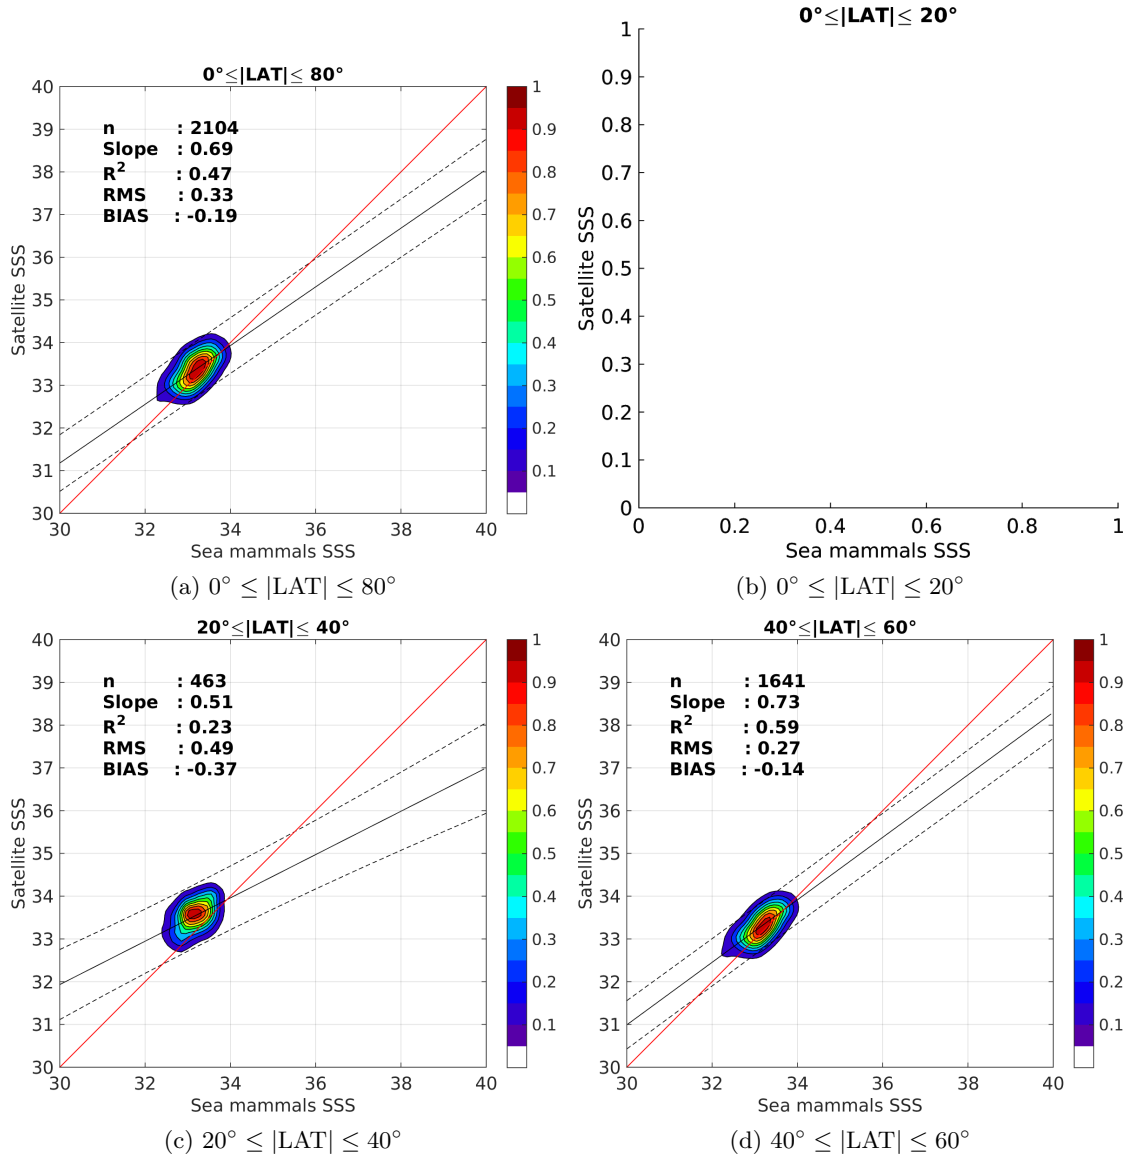 0°≤|LAT|≤ 80°
40
39
38
37
36
35
34
33
32
31
30
Satellite SSS
n : 2104
Slope : 0.69
R² : 0.47
RMS : 0.33
BIAS : -0.19
30 32 34 36 38 40
Sea mammals SSS
1
0.9
0.8
0.7
0.6
0.5
0.4
0.3
0.2
0.1
(a) 0° ≤ |LAT| ≤ 80°
0°≤|LAT|≤ 20°
1
0.9
0.8
0.7
0.6
0.5
0.4
0.3
0.2
0.1
0
Satellite SSS
0 0.2 0.4 0.6 0.8 1
Sea mammals SSS
(b) 0° ≤ |LAT| ≤ 20°
20°≤|LAT|≤ 40°
40
39
38
37
36
35
34
33
32
31
30
Satellite SSS
n : 463
Slope : 0.51
R² : 0.23
RMS : 0.49
BIAS : -0.37
30 32 34 36 38 40
Sea mammals SSS
1
0.9
0.8
0.7
0.6
0.5
0.4
0.3
0.2
0.1
(c) 20° ≤ |LAT| ≤ 40°
40°≤|LAT|≤ 60°
40
39
38
37
36
35
34
33
32
31
30
Satellite SSS
n : 1641
Slope : 0.73
R² : 0.59
RMS : 0.27
BIAS : -0.14
30 32 34 36 38 40
Sea mammals SSS
1
0.9
0.8
0.7
0.6
0.5
0.4
0.3
0.2
0.1
(d) 40° ≤ |LAT| ≤ 60°